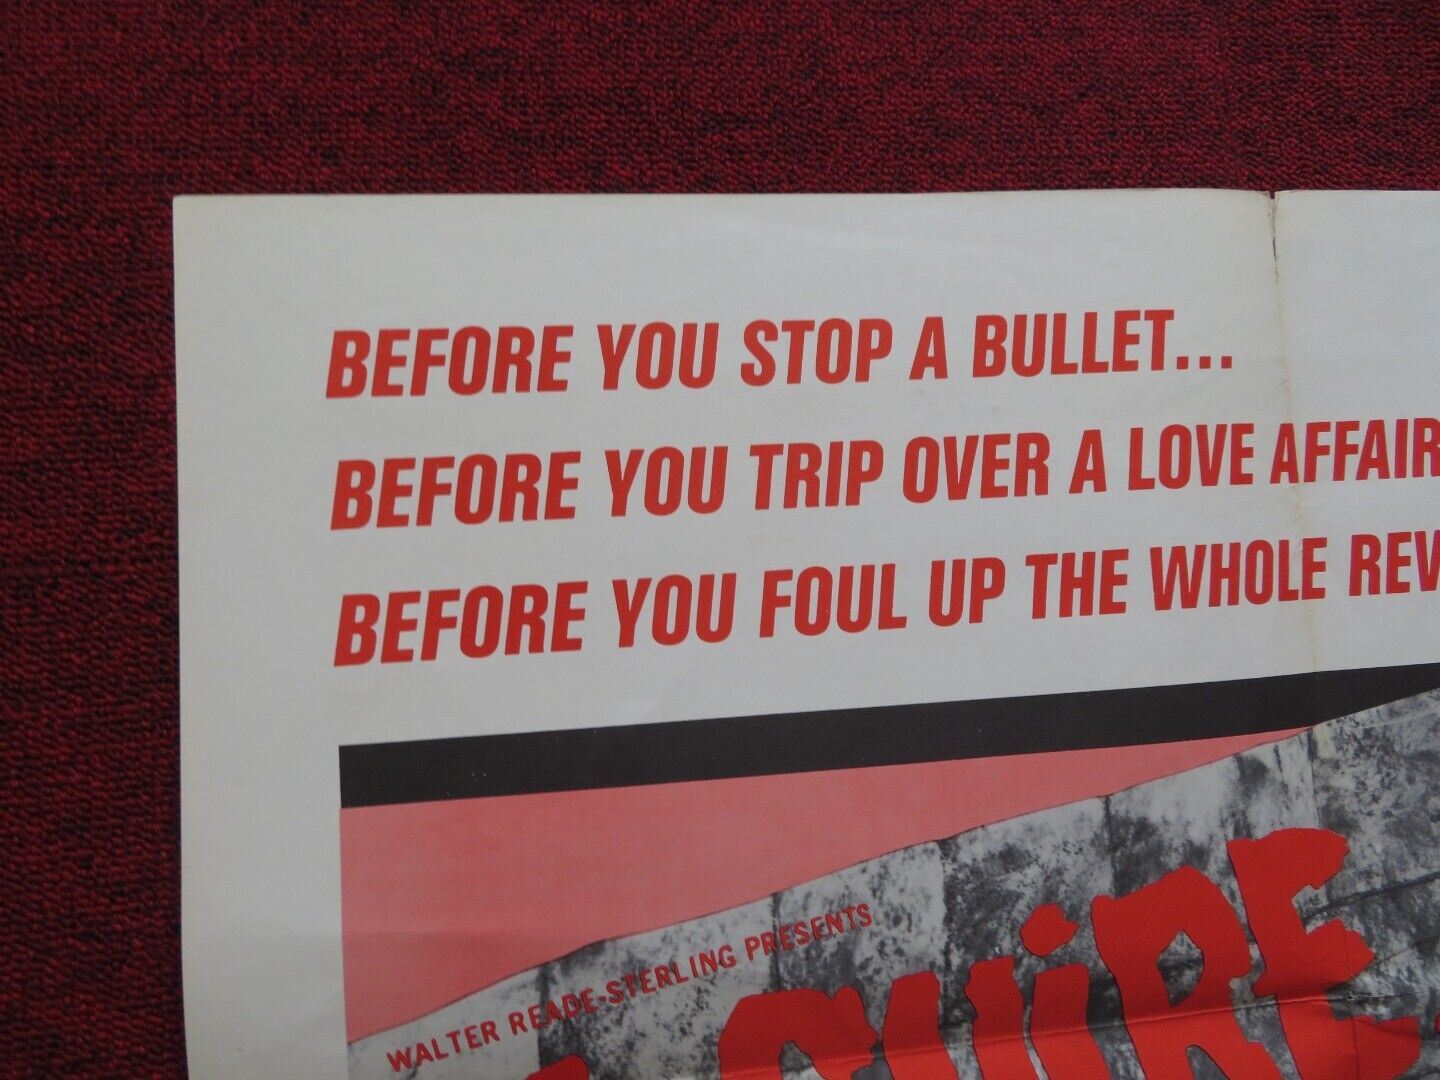 BEFORE YOU STOP A BULLET...
BEFORE YOU TRIP OVER A LOVE AFFAIR
BEFORE YOU FOUL UP THE WHOLE REV
WALTER READE-STERLING PRESENTS